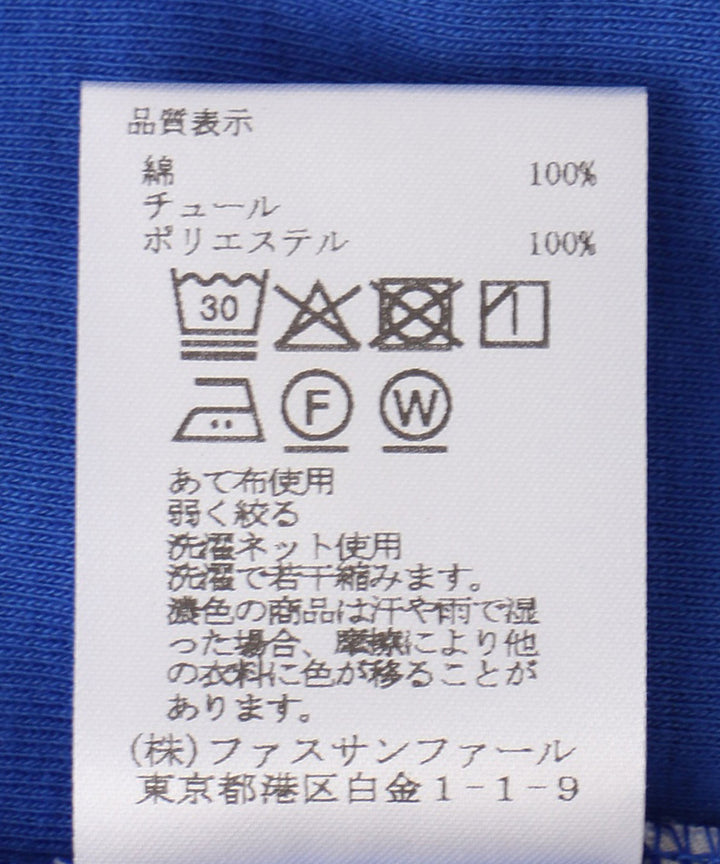 品質表示
綿 100%
チュール
ポリエステル 100%
30
F W
あて布使用
弱く絞る
洗濯ネット使用
洗濯で若干縮みます。
濃色の商品は汗や雨で湿
った場合、摩擦により他
の衣料に色が移ることが
あります。
(株)ファスサンファール
東京都港区白金1-1-9